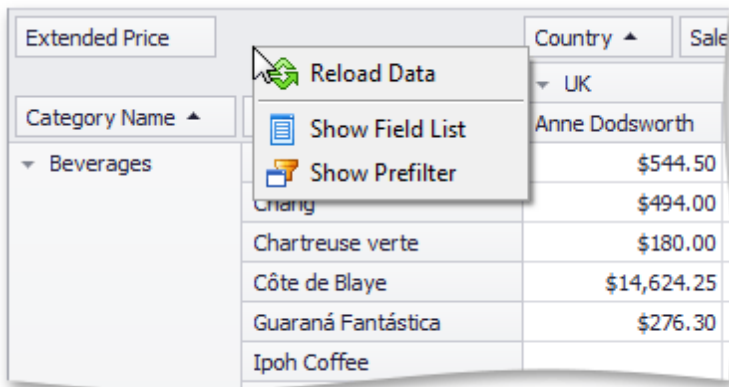 Extended Price
Country
Sale
Reload Data
UK
Category Name
Show Field List
Anne Dodsworth
Beverages
Show Prefilter
$544.50
Chang
$494.00
Chartreuse verte
$180.00
Côte de Blaye
$14,624.25
Guaraná Fantástica
$276.30
Ipoh Coffee